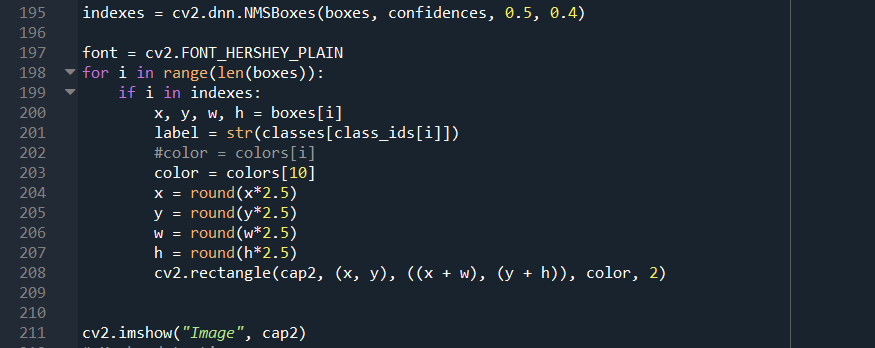 195 indexes = cv2.dnn.NMSBoxes(boxes, confidences, 0.5, 0.4)
196
197 font = cv2.FONT_HERSHEY_PLAIN
198 for i in range(len(boxes)):
199     if i in indexes:
200         x, y, w, h = boxes[i]
201         label = str(classes[class_ids[i]])
202         #color = colors[i]
203         color = colors[10]
204         x = round(x*2.5)
205         y = round(y*2.5)
206         w = round(w*2.5)
207         h = round(h*2.5)
208         cv2.rectangle(cap2, (x, y), ((x + w), (y + h)), color, 2)
209
210
211 cv2.imshow("Image", cap2)